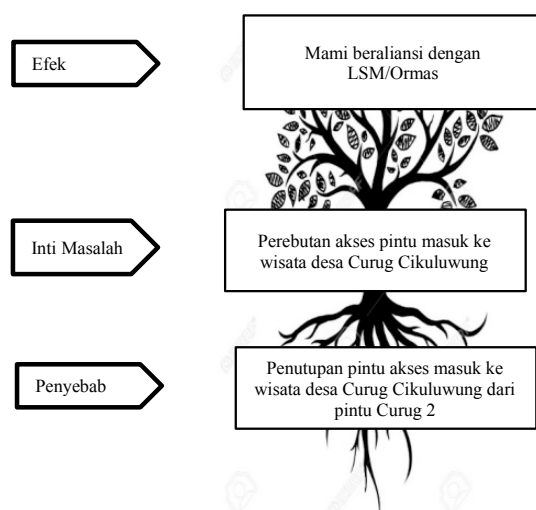 Efek
Mami beraliansi dengan
LSM/Ormas
Inti Masalah
Perebutan akses pintu masuk ke
wisata desa Curug Cikuluwung
Penyebab
Penutupan pintu akses masuk ke
wisata desa Curug Cikuluwung dari
pintu Curug 2